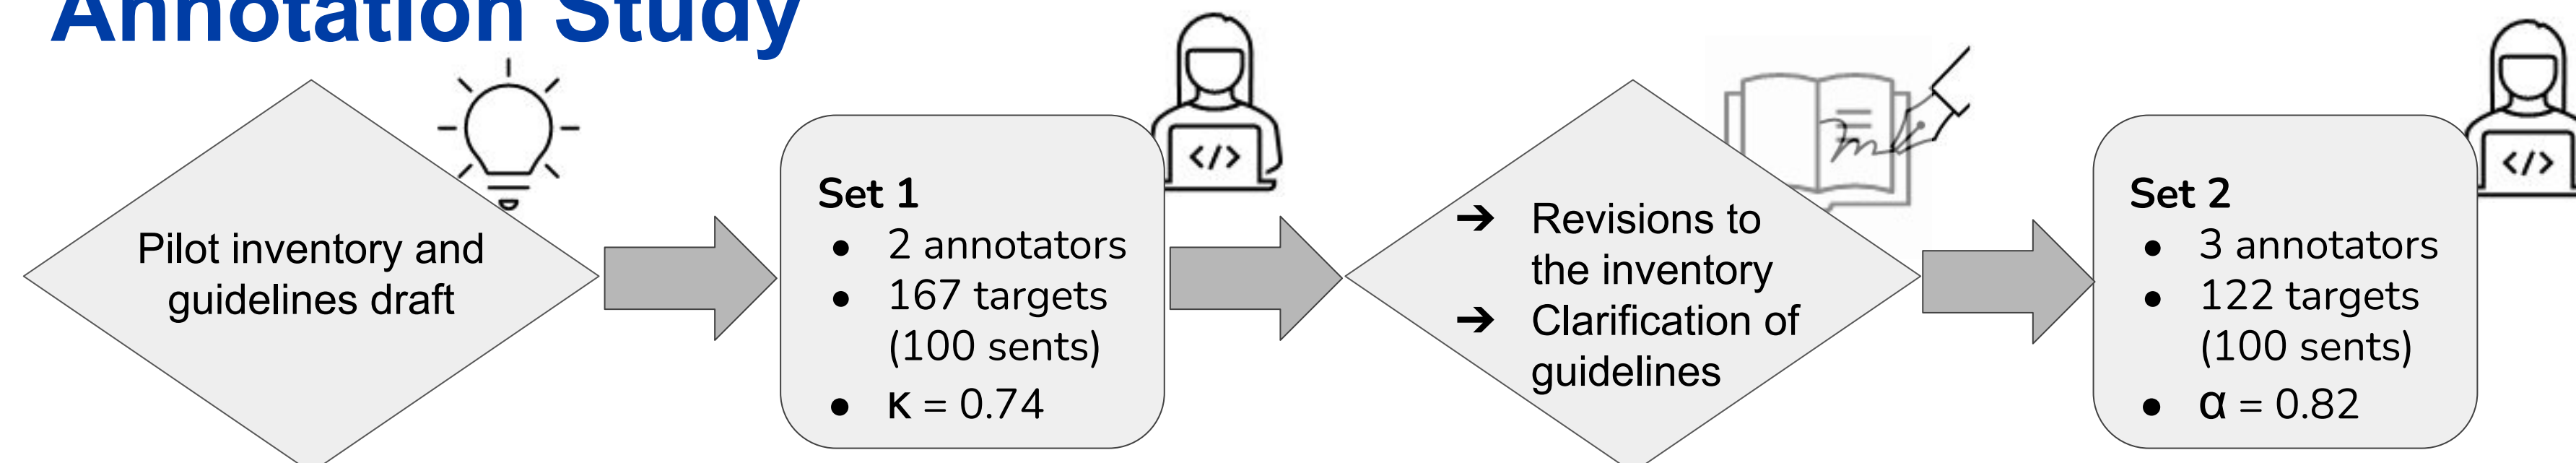 Annotation Study
Pilot inventory and
guidelines draft
Set 1
● 2 annotators
● 167 targets
(100 sents)
● κ = 0.74
➔ Revisions to
the inventory
➔ Clarification of
guidelines
Set 2
● 3 annotators
● 122 targets
(100 sents)
● α = 0.82